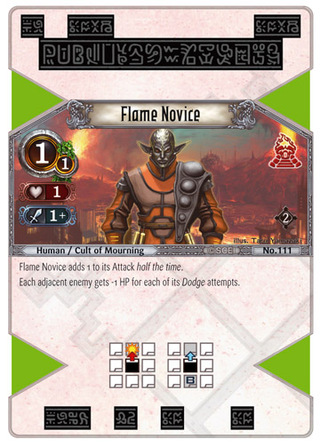 Flame Novice
1
1
1
1+
2
Human / Cult of Mourning
SCE
No.111
Flame Novice adds 1 to its Attack half the time.
Each adjacent enemy gets -1 HP for each of its Dodge attempts.